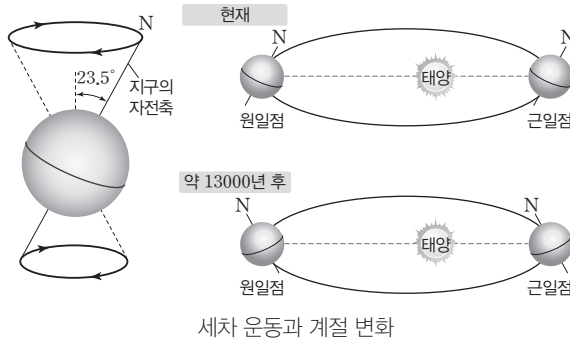 N
23.5°
지구의
자전축
현재
N
N
태양
원일점
근일점
약 13000년 후
N
N
태양
원일점
근일점
세차 운동과 계절 변화